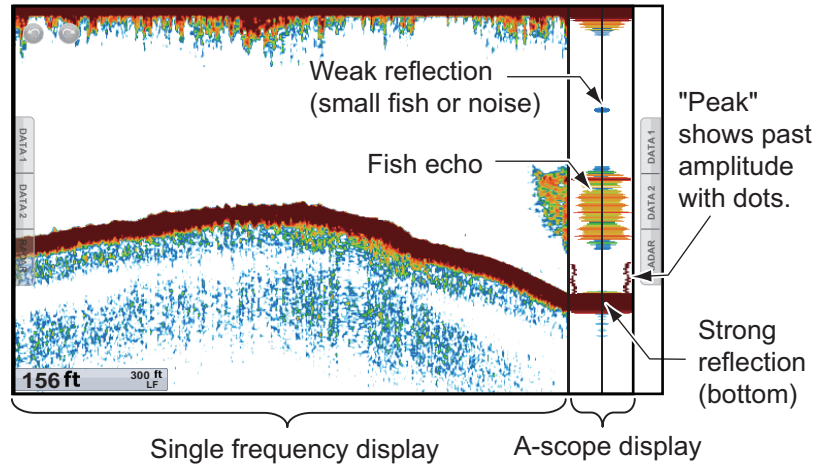 Weak reflection
(small fish or noise)
Fish echo
"Peak"
shows past
amplitude
with dots.
Strong
reflection
(bottom)
DATA 1
DATA 2
RADAR
DATA 1
DATA 2
156 ft
300 ft
LF
Single frequency display
A-scope display